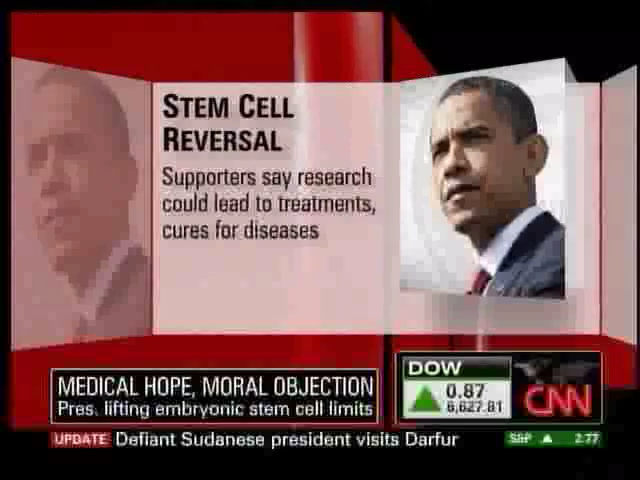 STEM CELL
REVERSAL
Supporters say research
could lead to treatments,
cures for diseases
MEDICAL HOPE, MORAL OBJECTION
Pres. lifting embryonic stem cell limits
DOW
0.87
6,627.81
CNN
UPDATE Defiant Sudanese president visits Darfur
S&P 2.77